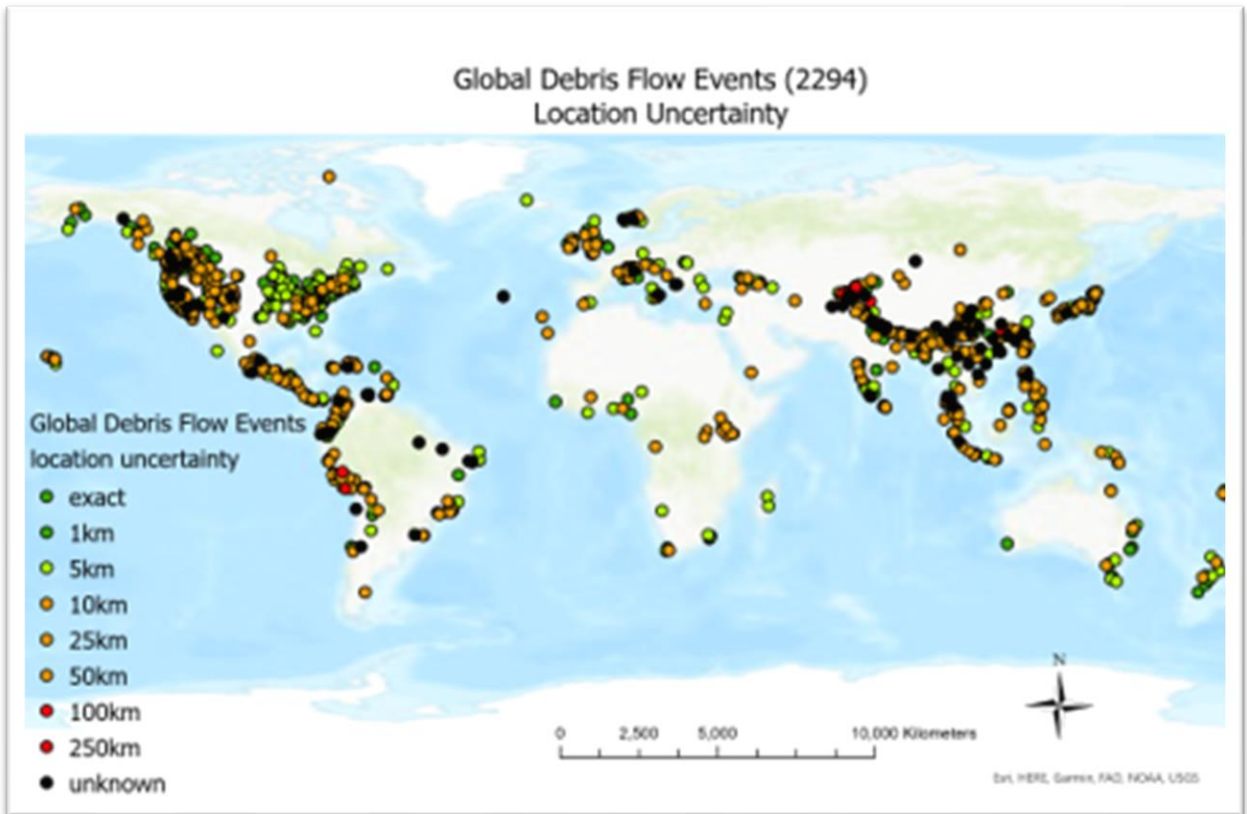 Global Debris Flow Events (2294)
Location Uncertainty
Global Debris Flow Events
location uncertainty
exact
1km
5km
10km
25km
50km
100km
250km
unknown
N
0 2,500 5,000 10,000 Kilometers
Esri, HERE, Garmin, FAO, NOAA, USGS